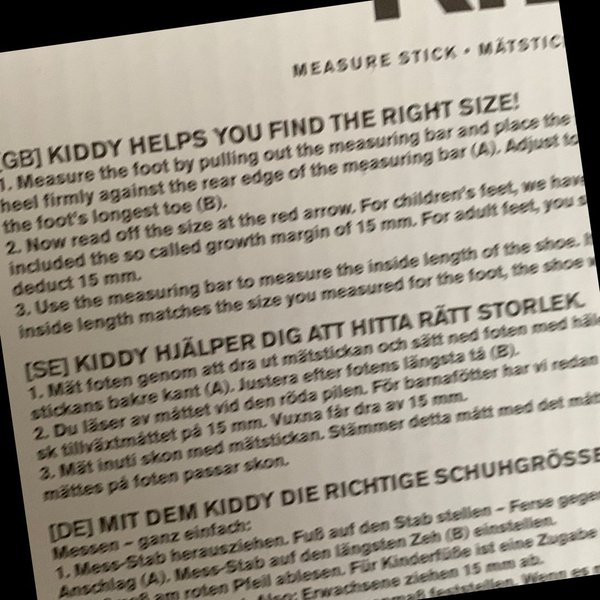 MEASURE STICK • MÄTSTIC
[GB] KIDDY HELPS YOU FIND THE RIGHT SIZE!
1. Measure the foot by pulling out the measuring bar and place the
heel firmly against the rear edge of the measuring bar (A). Adjust to
the foot's longest toe (B).
2. Now read off the size at the red arrow. For children's feet, we have
included the so called growth margin of 15 mm. For adult feet, you s
deduct 15 mm.
3. Use the measuring bar to measure the inside length of the shoe. I
inside length matches the size you measured for the foot, the shoe w
[SE] KIDDY HJÄLPER DIG ATT HITTA RÄTT STORLEK.
1. Mät foten genom att dra ut mätstickan och sätt ned foten med häle
stickans bakre kant (A). Justera efter fotens längsta tå (B).
2. Du läser av måttet vid den röda pilen. För barnafötter har vi redan
sk tillväxtmåttet på 15 mm. Vuxna får dra av 15 mm.
3. Mät inuti skon med mätstickan. Stämmer detta mått med det mått
mättes på foten passar skon.
[DE] MIT DEM KIDDY DIE RICHTIGE SCHUHGRÖSSE
Messen – ganz einfach:
1. Mess-Stab herausziehen. Fuß auf den Stab stellen – Ferse gegen
Anschlag (A). Mess-Stab auf den längsten Zeh (B) einstellen.
am roten Pfeil ablesen. Für Kinderfüße ist eine Zugabe
Also: Erwachsene ziehen 15 mm ab.
feststellen. Wenn es m